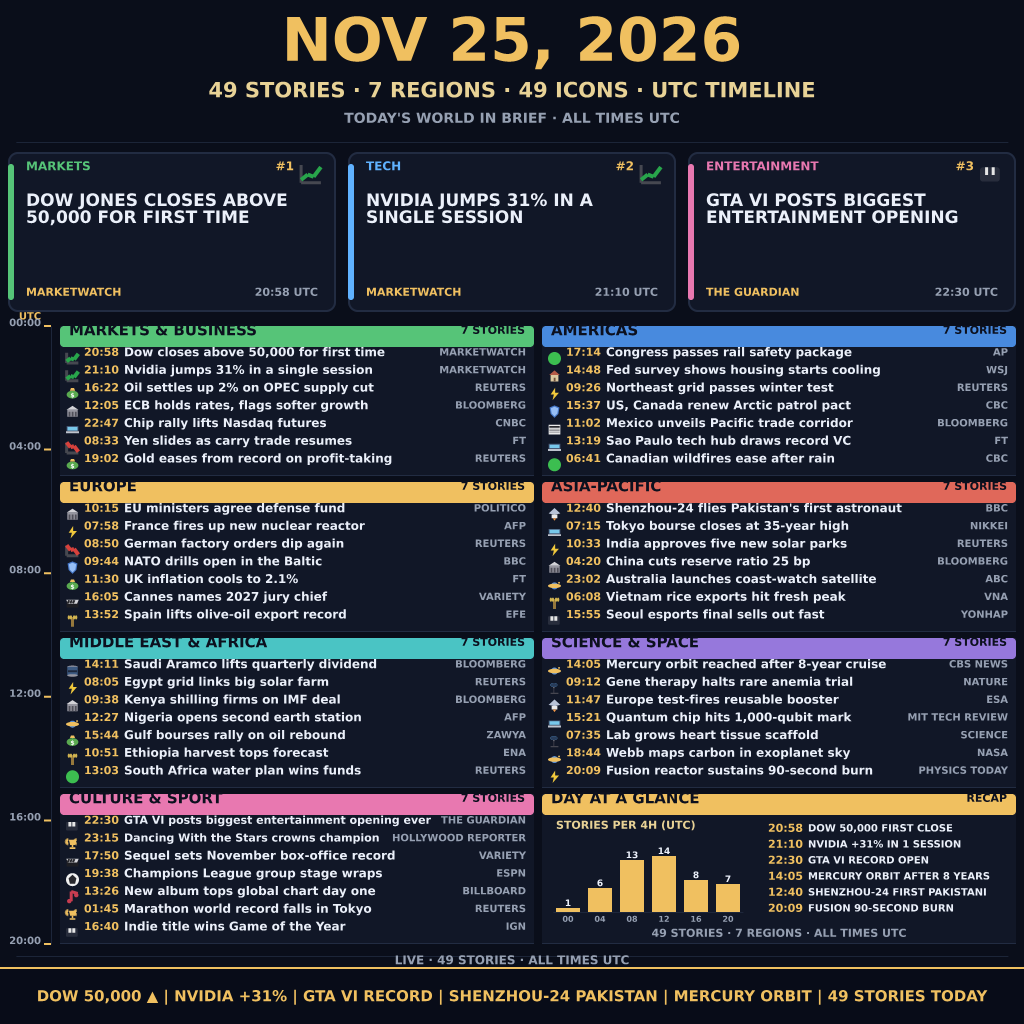 NOV 25, 2026
49 STORIES · 7 REGIONS · 49 ICONS · UTC TIMELINE
TODAY'S WORLD IN BRIEF · ALL TIMES UTC
MARKETS #1
DOW JONES CLOSES ABOVE
50,000 FOR FIRST TIME
MARKETWATCH 20:58 UTC
TECH #2
NVIDIA JUMPS 31% IN A
SINGLE SESSION
MARKETWATCH 21:10 UTC
ENTERTAINMENT #3
GTA VI POSTS BIGGEST
ENTERTAINMENT OPENING
THE GUARDIAN 22:30 UTC
UTC
00:00
04:00
08:00
12:00
16:00
20:00
MARKETS & BUSINESS 7 STORIES
20:58 Dow closes above 50,000 for first time MARKETWATCH
21:10 Nvidia jumps 31% in a single session MARKETWATCH
16:22 Oil settles up 2% on OPEC supply cut REUTERS
12:05 ECB holds rates, flags softer growth BLOOMBERG
22:47 Chip rally lifts Nasdaq futures CNBC
08:33 Yen slides as carry trade resumes FT
19:02 Gold eases from record on profit-taking REUTERS
AMERICAS 7 STORIES
17:14 Congress passes rail safety package AP
14:48 Fed survey shows housing starts cooling WSJ
09:26 Northeast grid passes winter test REUTERS
15:37 US, Canada renew Arctic patrol pact CBC
11:02 Mexico unveils Pacific trade corridor BLOOMBERG
13:19 Sao Paulo tech hub draws record VC FT
06:41 Canadian wildfires ease after rain CBC
EUROPE 7 STORIES
10:15 EU ministers agree defense fund POLITICO
07:58 France fires up new nuclear reactor AFP
08:50 German factory orders dip again REUTERS
09:44 NATO drills open in the Baltic BBC
11:30 UK inflation cools to 2.1% FT
16:05 Cannes names 2027 jury chief VARIETY
13:52 Spain lifts olive-oil export record EFE
ASIA-PACIFIC 7 STORIES
12:40 Shenzhou-24 flies Pakistan's first astronaut BBC
07:15 Tokyo bourse closes at 35-year high NIKKEI
10:33 India approves five new solar parks REUTERS
04:20 China cuts reserve ratio 25 bp BLOOMBERG
23:02 Australia launches coast-watch satellite ABC
06:08 Vietnam rice exports hit fresh peak VNA
15:55 Seoul esports final sells out fast YONHAP
MIDDLE EAST & AFRICA 7 STORIES
14:11 Saudi Aramco lifts quarterly dividend BLOOMBERG
08:05 Egypt grid links big solar farm REUTERS
09:38 Kenya shilling firms on IMF deal BLOOMBERG
12:27 Nigeria opens second earth station AFP
15:44 Gulf bourses rally on oil rebound ZAWYA
10:51 Ethiopia harvest tops forecast ENA
13:03 South Africa water plan wins funds REUTERS
SCIENCE & SPACE 7 STORIES
14:05 Mercury orbit reached after 8-year cruise CBS NEWS
09:12 Gene therapy halts rare anemia trial NATURE
11:47 Europe test-fires reusable booster ESA
15:21 Quantum chip hits 1,000-qubit mark MIT TECH REVIEW
07:35 Lab grows heart tissue scaffold SCIENCE
18:44 Webb maps carbon in exoplanet sky NASA
20:09 Fusion reactor sustains 90-second burn PHYSICS TODAY
CULTURE & SPORT 7 STORIES
22:30 GTA VI posts biggest entertainment opening ever THE GUARDIAN
23:15 Dancing With the Stars crowns champion HOLLYWOOD REPORTER
17:50 Sequel sets November box-office record VARIETY
19:38 Champions League group stage wraps ESPN
13:26 New album tops global chart day one BILLBOARD
01:45 Marathon world record falls in Tokyo REUTERS
16:40 Indie title wins Game of the Year IGN
DAY AT A GLANCE RECAP
STORIES PER 4H (UTC)
1 6 13 14 8 7
00 04 08 12 16 20
20:58 DOW 50,000 FIRST CLOSE
21:10 NVIDIA +31% IN 1 SESSION
22:30 GTA VI RECORD OPEN
14:05 MERCURY ORBIT AFTER 8 YEARS
12:40 SHENZHOU-24 FIRST PAKISTANI
20:09 FUSION 90-SECOND BURN
49 STORIES · 7 REGIONS · ALL TIMES UTC
LIVE · 49 STORIES · ALL TIMES UTC
DOW 50,000 ▲ | NVIDIA +31% | GTA VI RECORD | SHENZHOU-24 PAKISTAN | MERCURY ORBIT | 49 STORIES TODAY